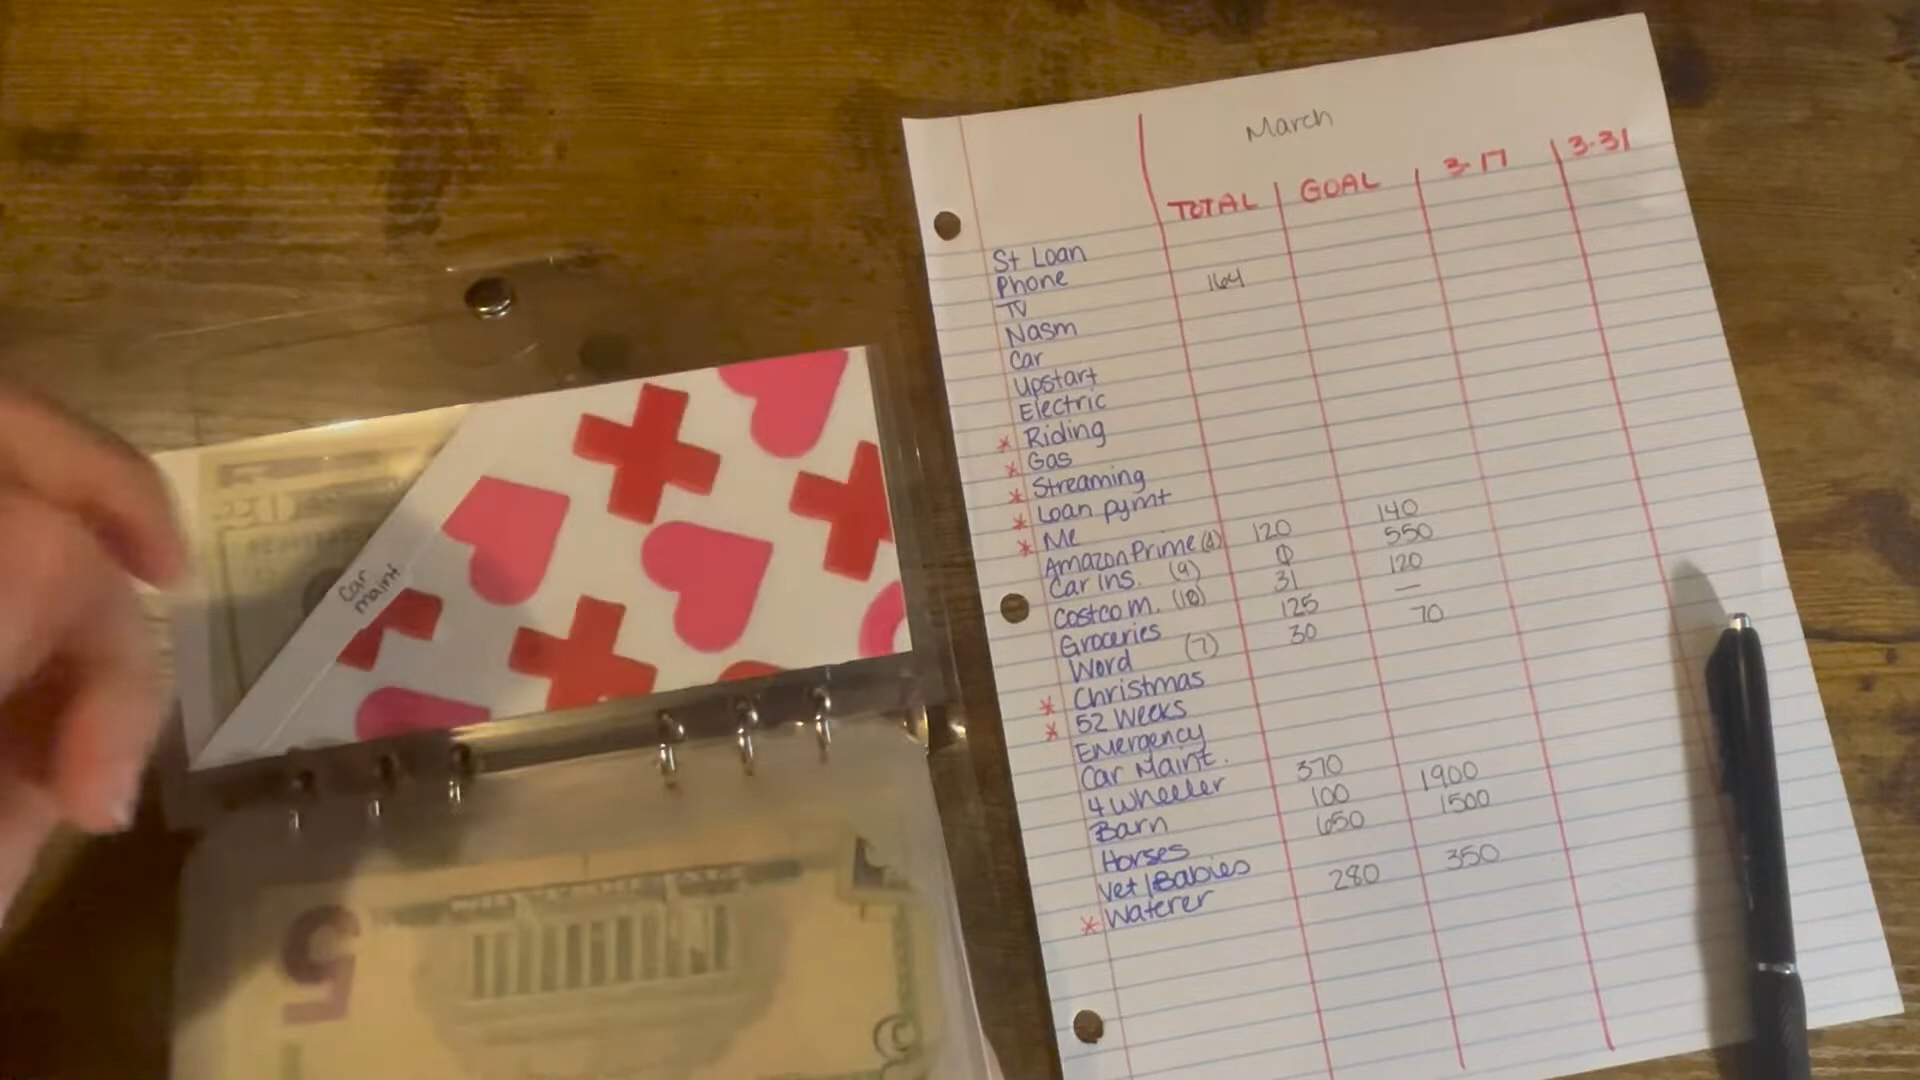 March
TOTAL GOAL 3-17 3-31
St Loan
Phone
TV 164
Nasm
Car
Upstart
Electric
* Riding
* Gas
* Streaming
* Loan pymt
* Me
Amazon Prime (4) 120 140
Car Ins. (9) 0 550
Costco m. (10) 31 120
Groceries 125 —
Word (7) 30 70
* Christmas
* 52 Weeks
Emergency
Car Maint.
4 Wheeler 370
Barn 100 1900
Horses 650 1500
Vet/Babies
* Waterer 280 350
Car
maint
5